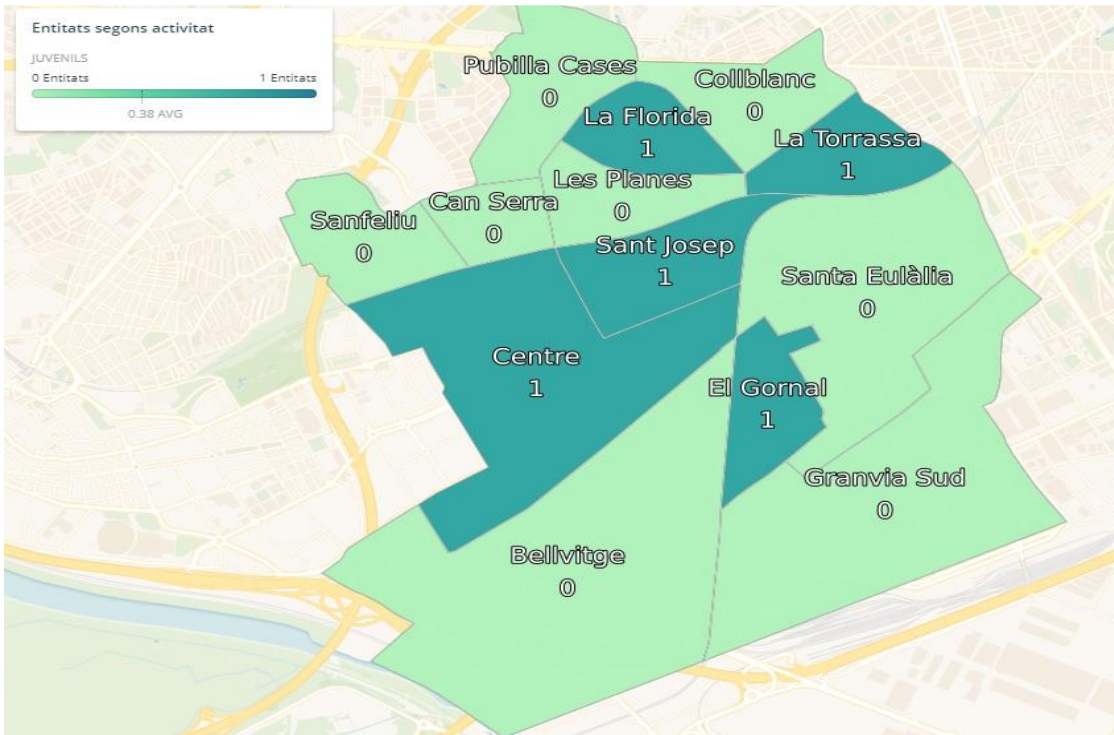 Entitats segons activitat
JUVENILS
0 Entitats 1 Entitats
0.38 AVG
Pubilla Cases
0
Collblanc
0
La Florida
1
La Torrassa
1
Les Planes
0
Can Serra
0
Sanfeliu
0
Sant Josep
1
Santa Eulàlia
0
Centre
1
El Gornal
1
Granvia Sud
0
Bellvitge
0